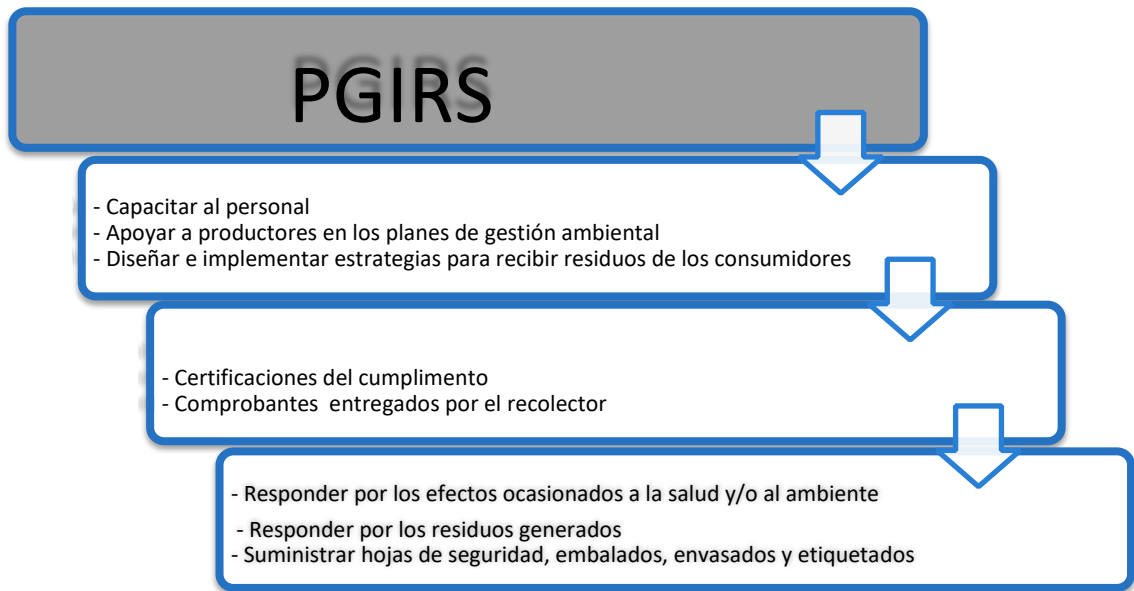 PGIRS
- Capacitar al personal
- Apoyar a productores en los planes de gestión ambiental
- Diseñar e implementar estrategias para recibir residuos de los consumidores
- Certificaciones del cumplimento
- Comprobantes entregados por el recolector
- Responder por los efectos ocasionados a la salud y/o al ambiente
- Responder por los residuos generados
- Suministrar hojas de seguridad, embalados, envasados y etiquetados